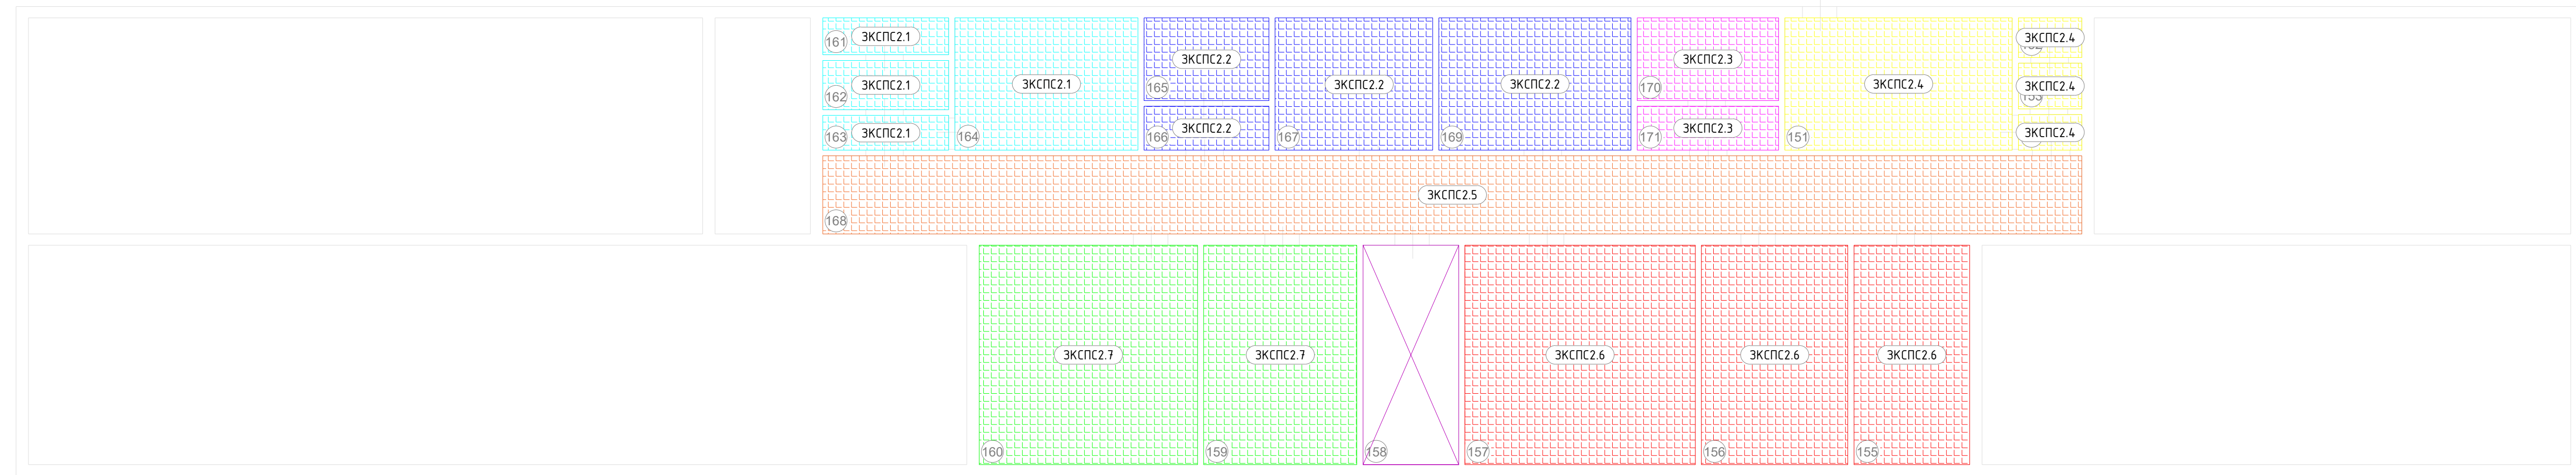 161 ЗКСПС2.1
162 ЗКСПС2.1
163 ЗКСПС2.1
164 ЗКСПС2.1
165 ЗКСПС2.2
166 ЗКСПС2.2
167 ЗКСПС2.2
169 ЗКСПС2.2
170 ЗКСПС2.3
171 ЗКСПС2.3
151 ЗКСПС2.4
ЗКСПС2.4
ЗКСПС2.4
ЗКСПС2.4
168 ЗКСПС2.5
160 ЗКСПС2.7
159 ЗКСПС2.7
158
157 ЗКСПС2.6
156 ЗКСПС2.6
155 ЗКСПС2.6